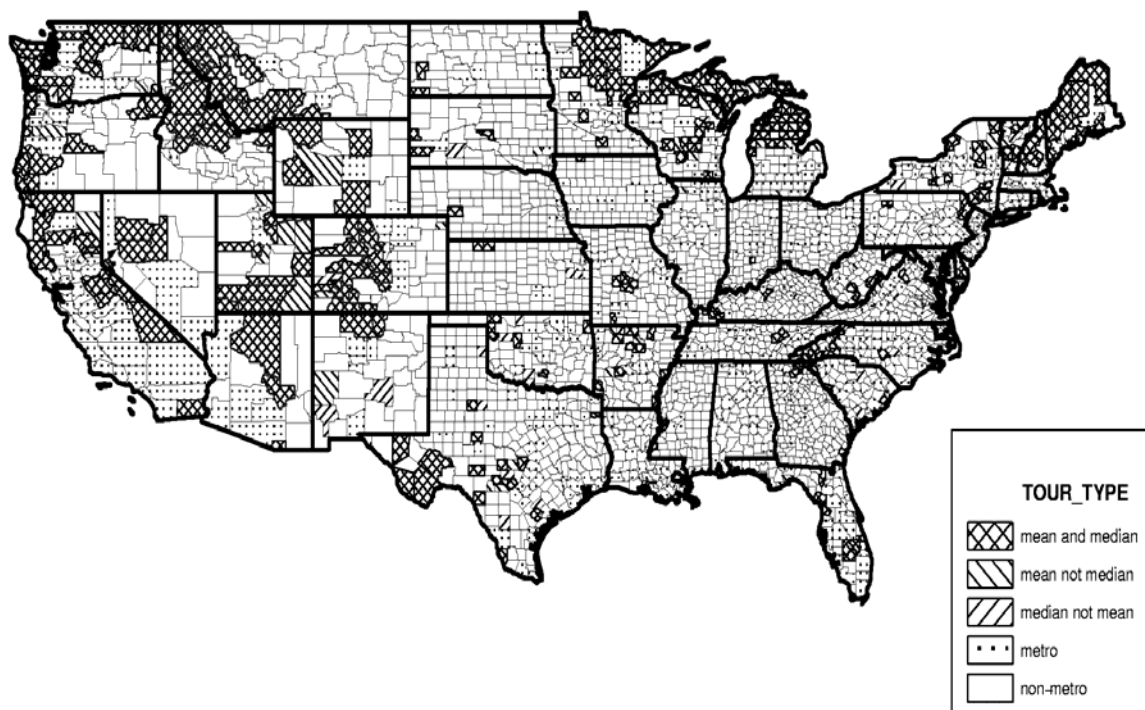 TOUR_TYPE
mean and median
mean not median
median not mean
metro
non-metro